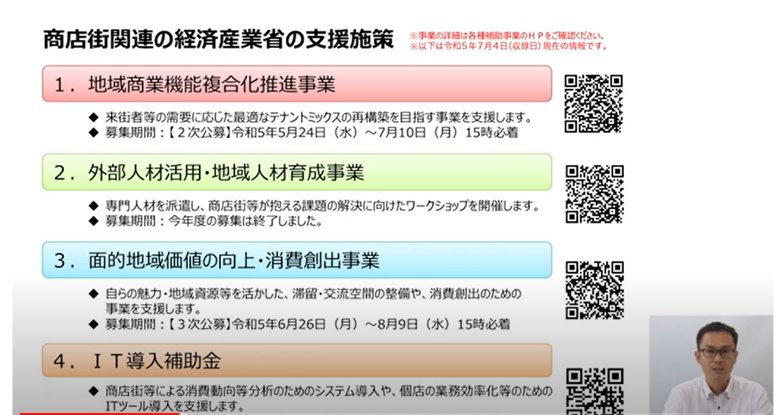 商店街関連の経済産業省の支援施策
※事業の詳細は各種補助事業のＨＰをご確認ください。
※以下は令和５年７月４日(収録日)現在の情報です。
１．地域商業機能複合化推進事業
◆ 来街者等の需要に応じた最適なテナントミックスの再構築を目指す事業を支援します。
◆ 募集期間：【２次公募】令和5年5月24日（水）～7月10日（月）15時必着
２．外部人材活用・地域人材育成事業
◆ 専門人材を派遣し、商店街等が抱える課題の解決に向けたワークショップを開催します。
◆ 募集期間：今年度の募集は終了しました。
３．面的地域価値の向上・消費創出事業
◆ 自らの魅力・地域資源等を活かした、滞留・交流空間の整備や、消費創出のための
事業を支援します。
◆ 募集期間：【３次公募】令和5年6月26日（月）～8月9日（水）15時必着
４．ＩＴ導入補助金
◆ 商店街等による消費動向等分析のためのシステム導入や、個店の業務効率化等のための
ITツール導入を支援します。